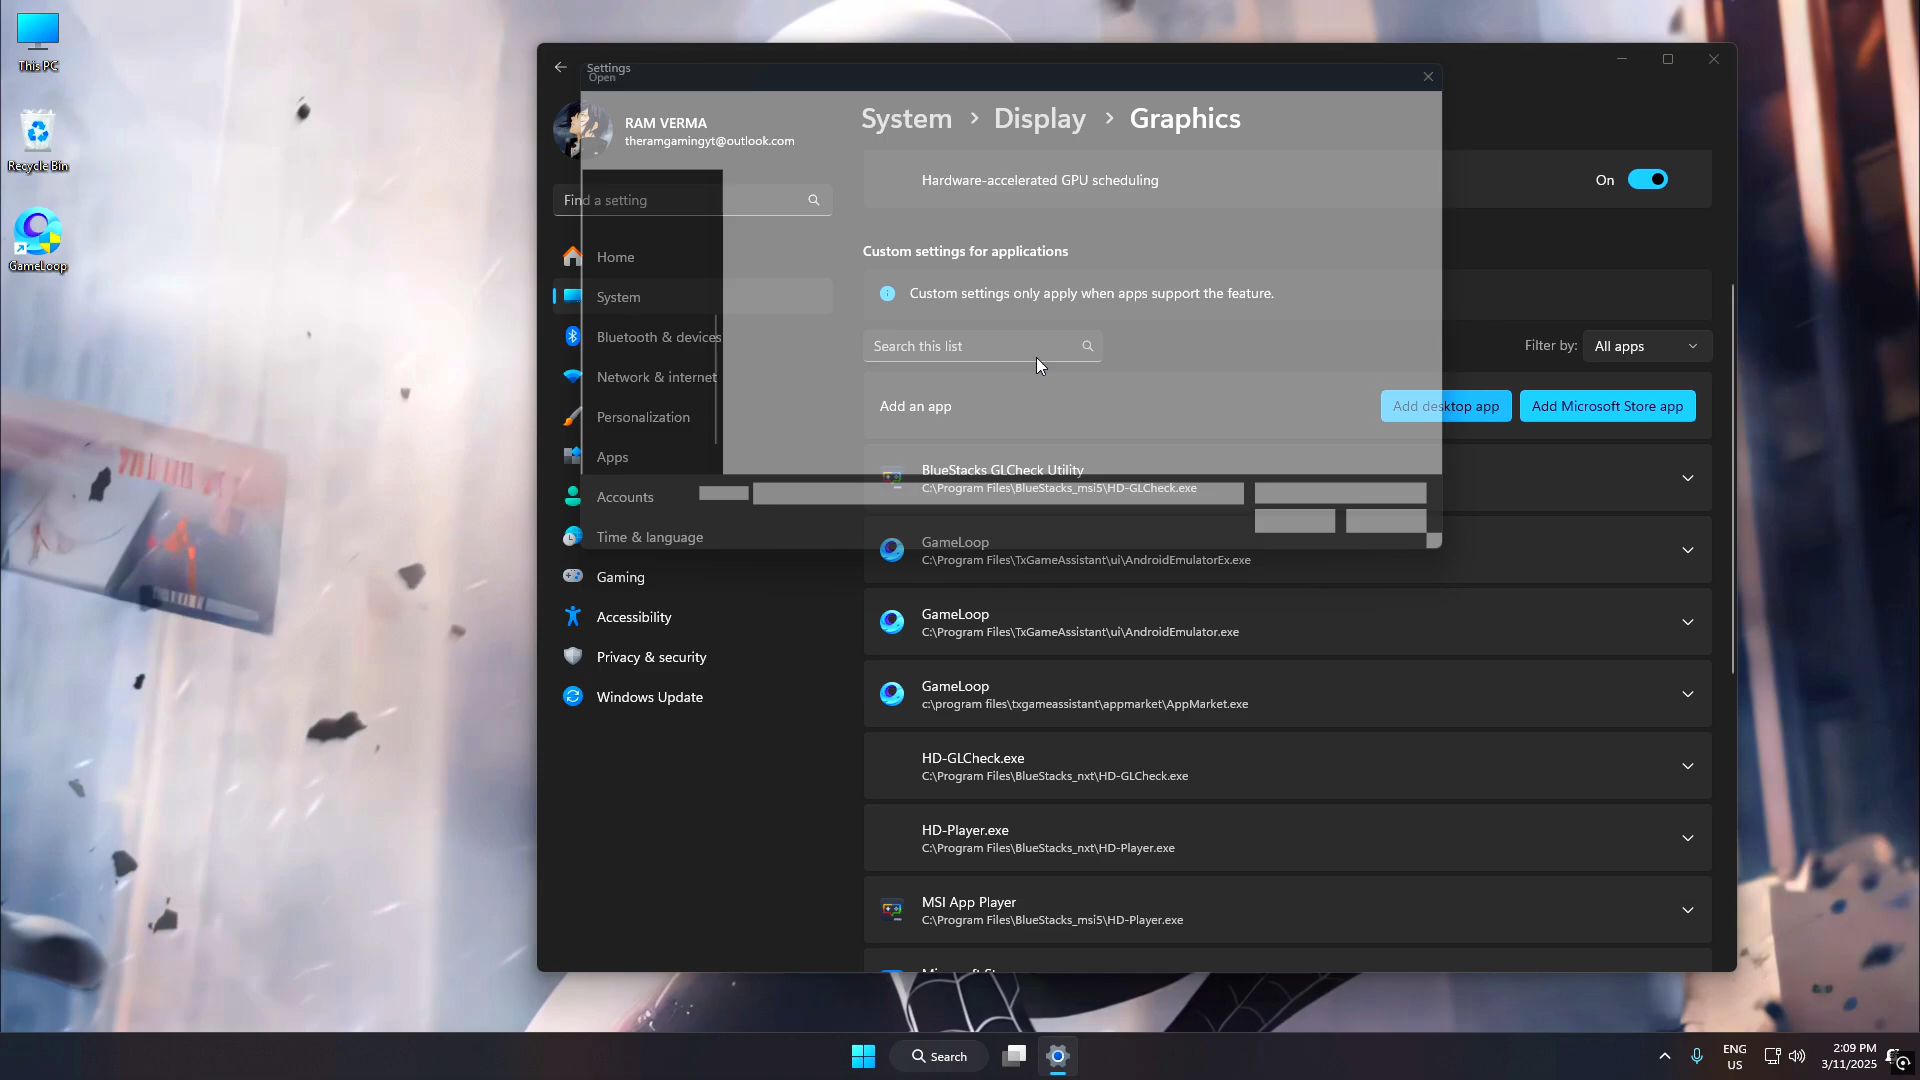 This PC
Recycle Bin
GameLoop
Settings
Open
RAM VERMA
theramgamingyt@outlook.com
Find a setting
Home
System
Bluetooth & devices
Network & internet
Personalization
Apps
Accounts
Time & language
Gaming
Accessibility
Privacy & security
Windows Update
System > Display > Graphics
Hardware-accelerated GPU scheduling
On
Custom settings for applications
Custom settings only apply when apps support the feature.
Search this list
Filter by: All apps
Add an app
Add desktop app
Add Microsoft Store app
BlueStacks GLCheck Utility
C:\Program Files\BlueStacks_msi5\HD-GLCheck.exe
GameLoop
C:\Program Files\TxGameAssistant\ui\AndroidEmulatorEx.exe
GameLoop
C:\Program Files\TxGameAssistant\ui\AndroidEmulator.exe
GameLoop
c:\program files\txgameassistant\appmarket\AppMarket.exe
HD-GLCheck.exe
C:\Program Files\BlueStacks_nxt\HD-GLCheck.exe
HD-Player.exe
C:\Program Files\BlueStacks_nxt\HD-Player.exe
MSI App Player
C:\Program Files\BlueStacks_msi5\HD-Player.exe
Search
ENG
US
2:09 PM
3/11/2025